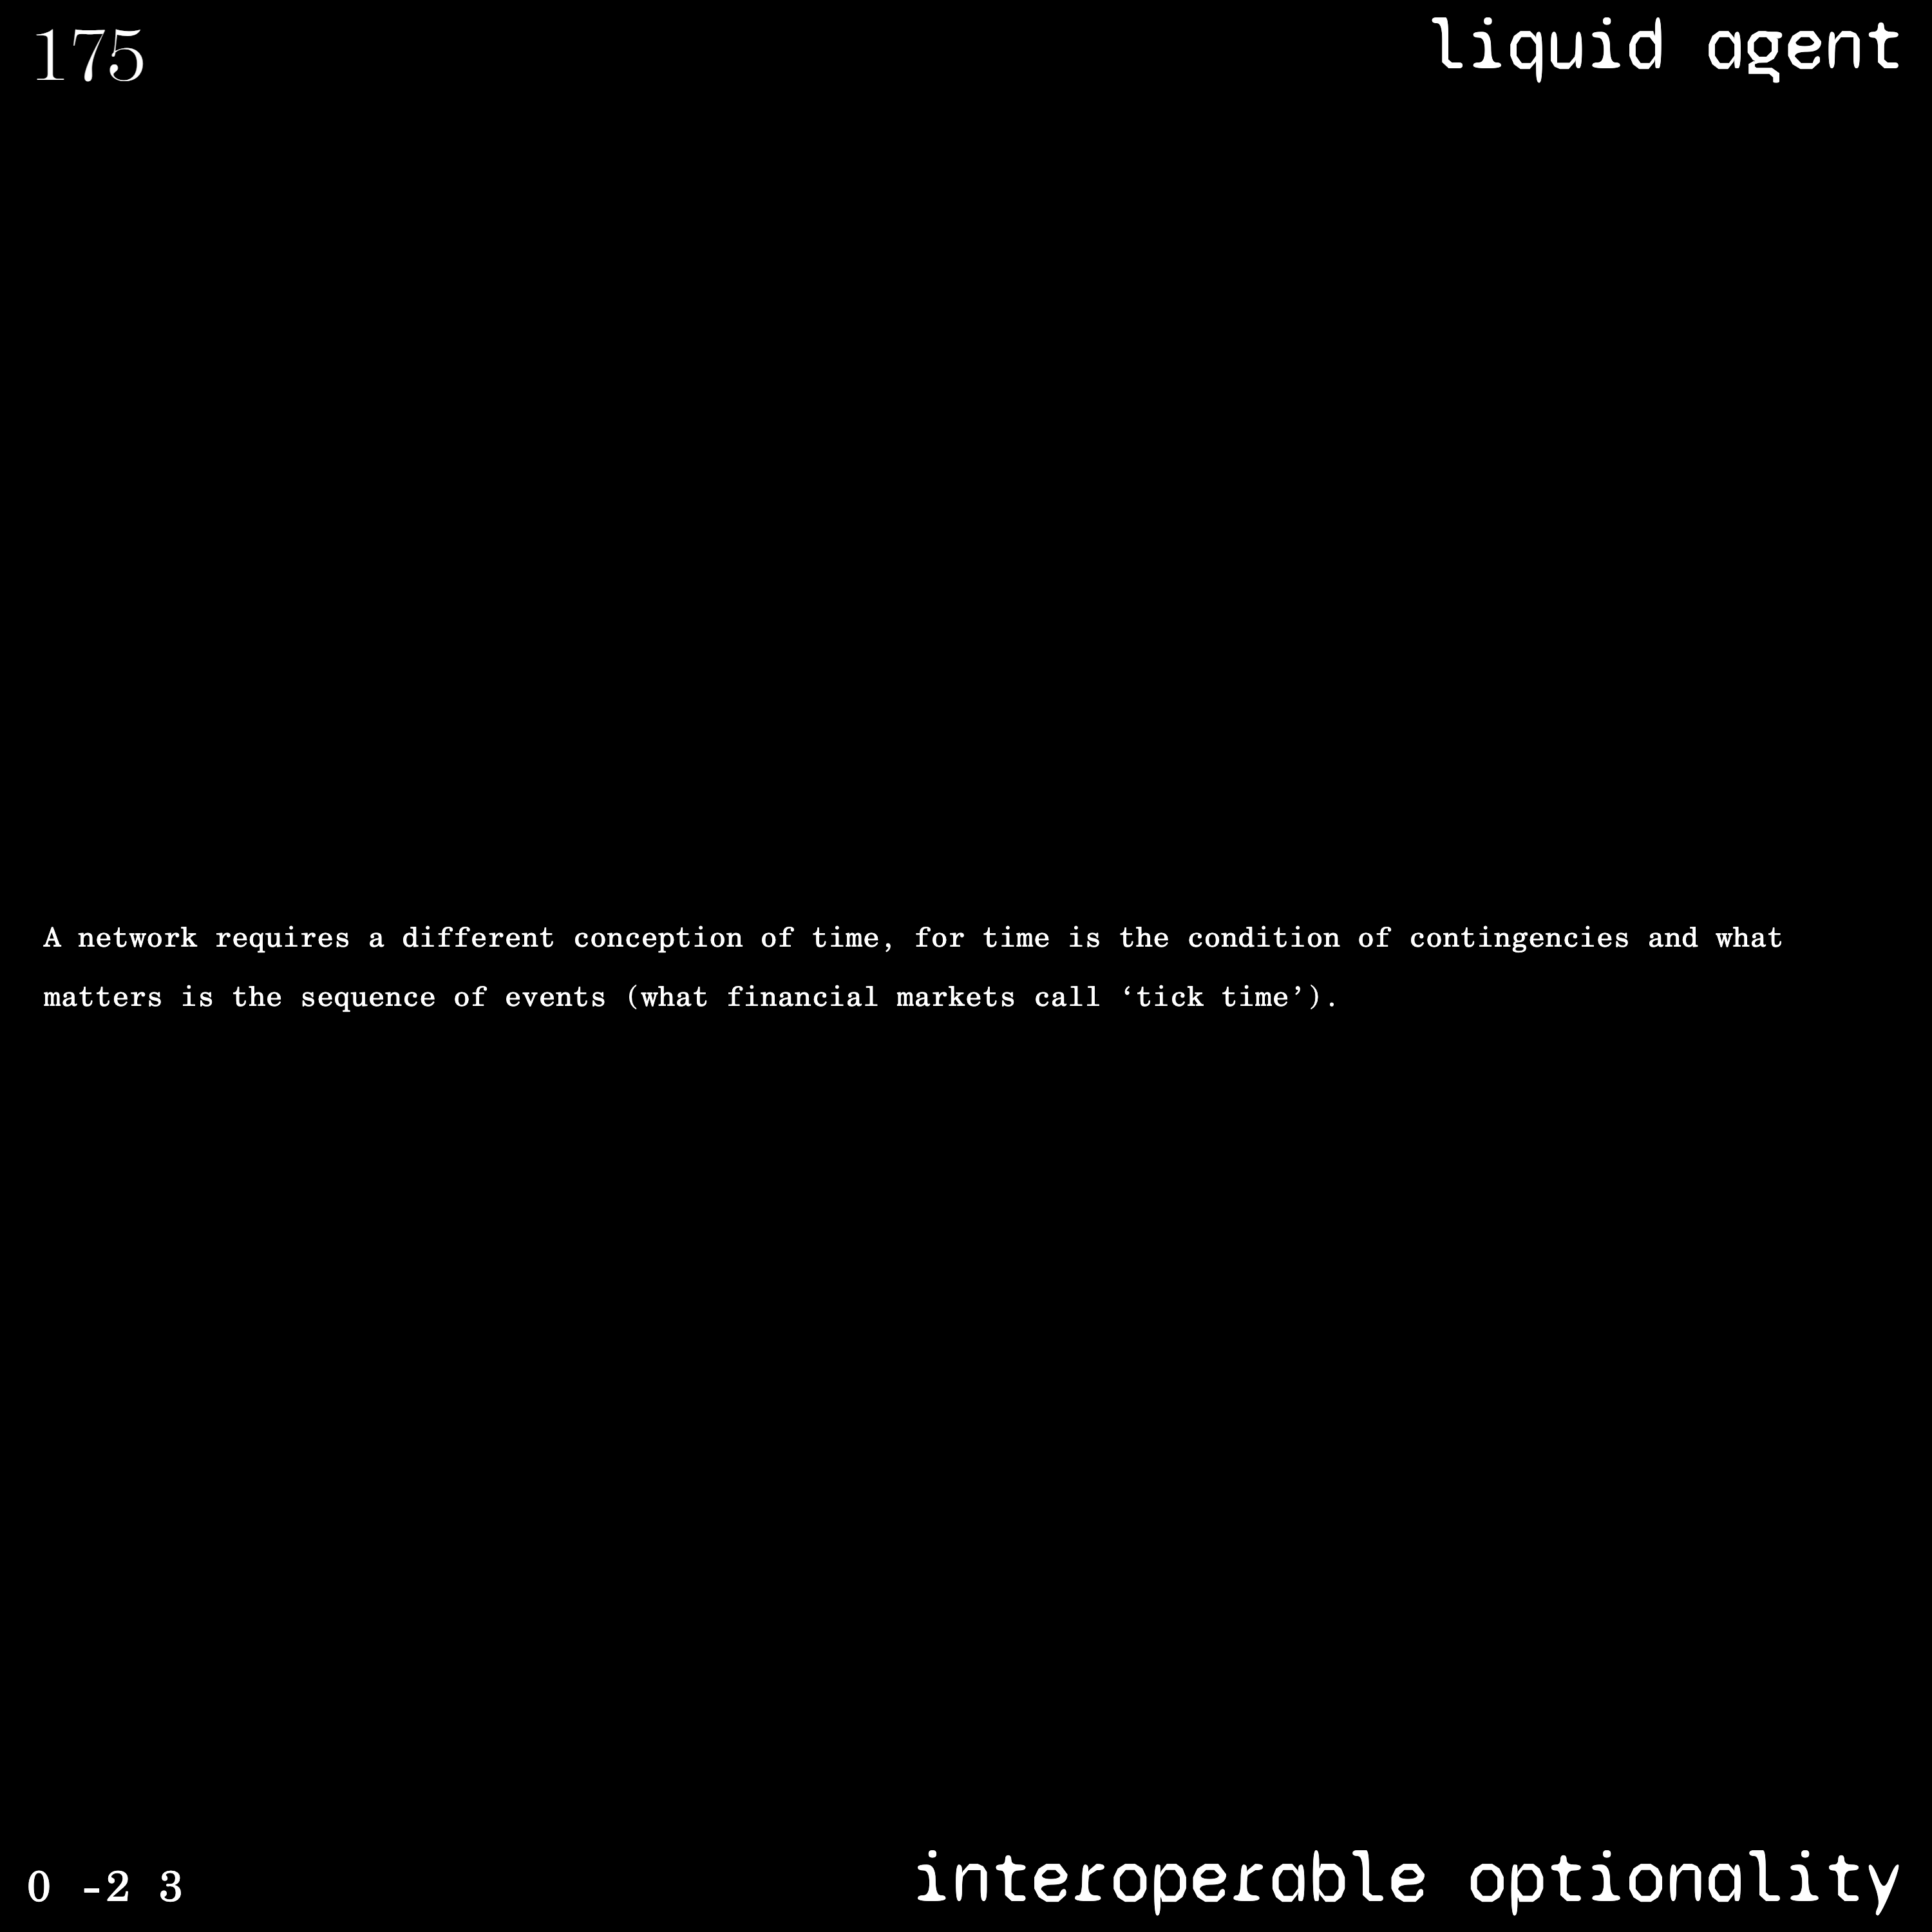 175
liquid agent
A network requires a different conception of time, for time is the condition of contingencies and what
matters is the sequence of events (what financial markets call ‘tick time’).
0 -2 3
interoperable optionality